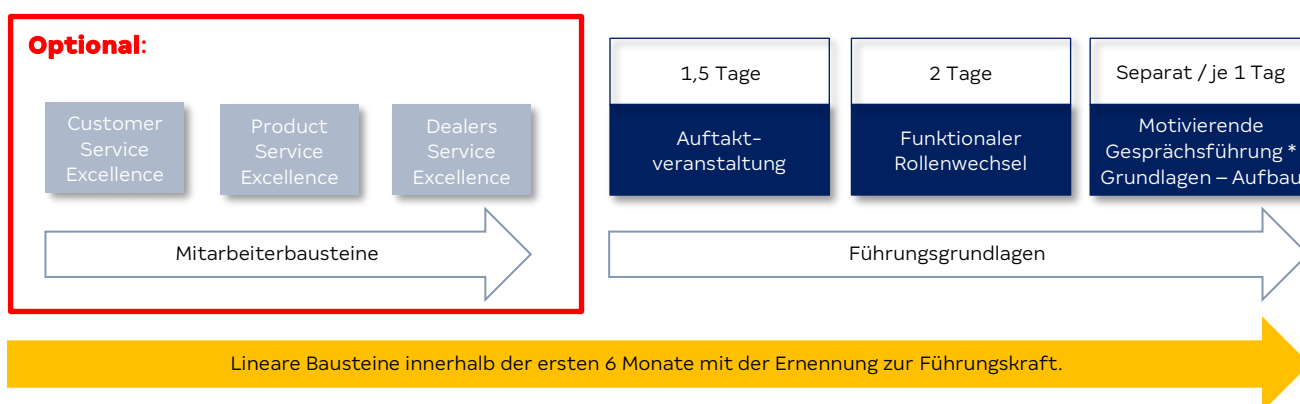 Optional:
Customer
Service
Excellence
Product
Service
Excellence
Dealers
Service
Excellence
Mitarbeiterbausteine
1,5 Tage
Auftakt-
veranstaltung
2 Tage
Funktionaler
Rollenwechsel
Separat / je 1 Tag
Motivierende
Gesprächsführung *
Grundlagen – Aufbau
Führungsgrundlagen
Lineare Bausteine innerhalb der ersten 6 Monate mit der Ernennung zur Führungskraft.